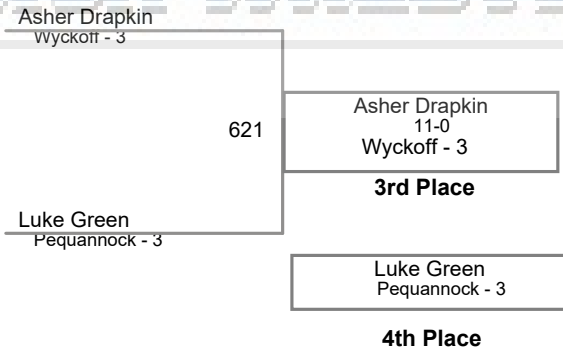 Asher Drapkin
Wyckoff - 3
621
Asher Drapkin
11-0
Wyckoff - 3
3rd Place
Luke Green
Pequannock - 3
Luke Green
Pequannock - 3
4th Place